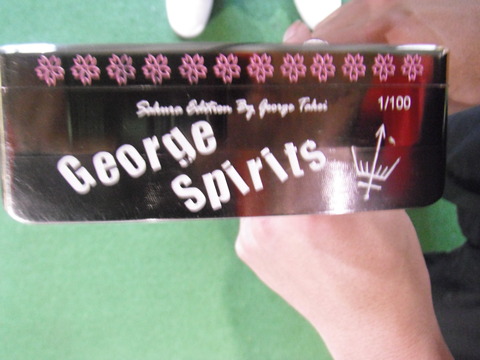 Sakura Edition By George Takei
1/100
George
Spirits